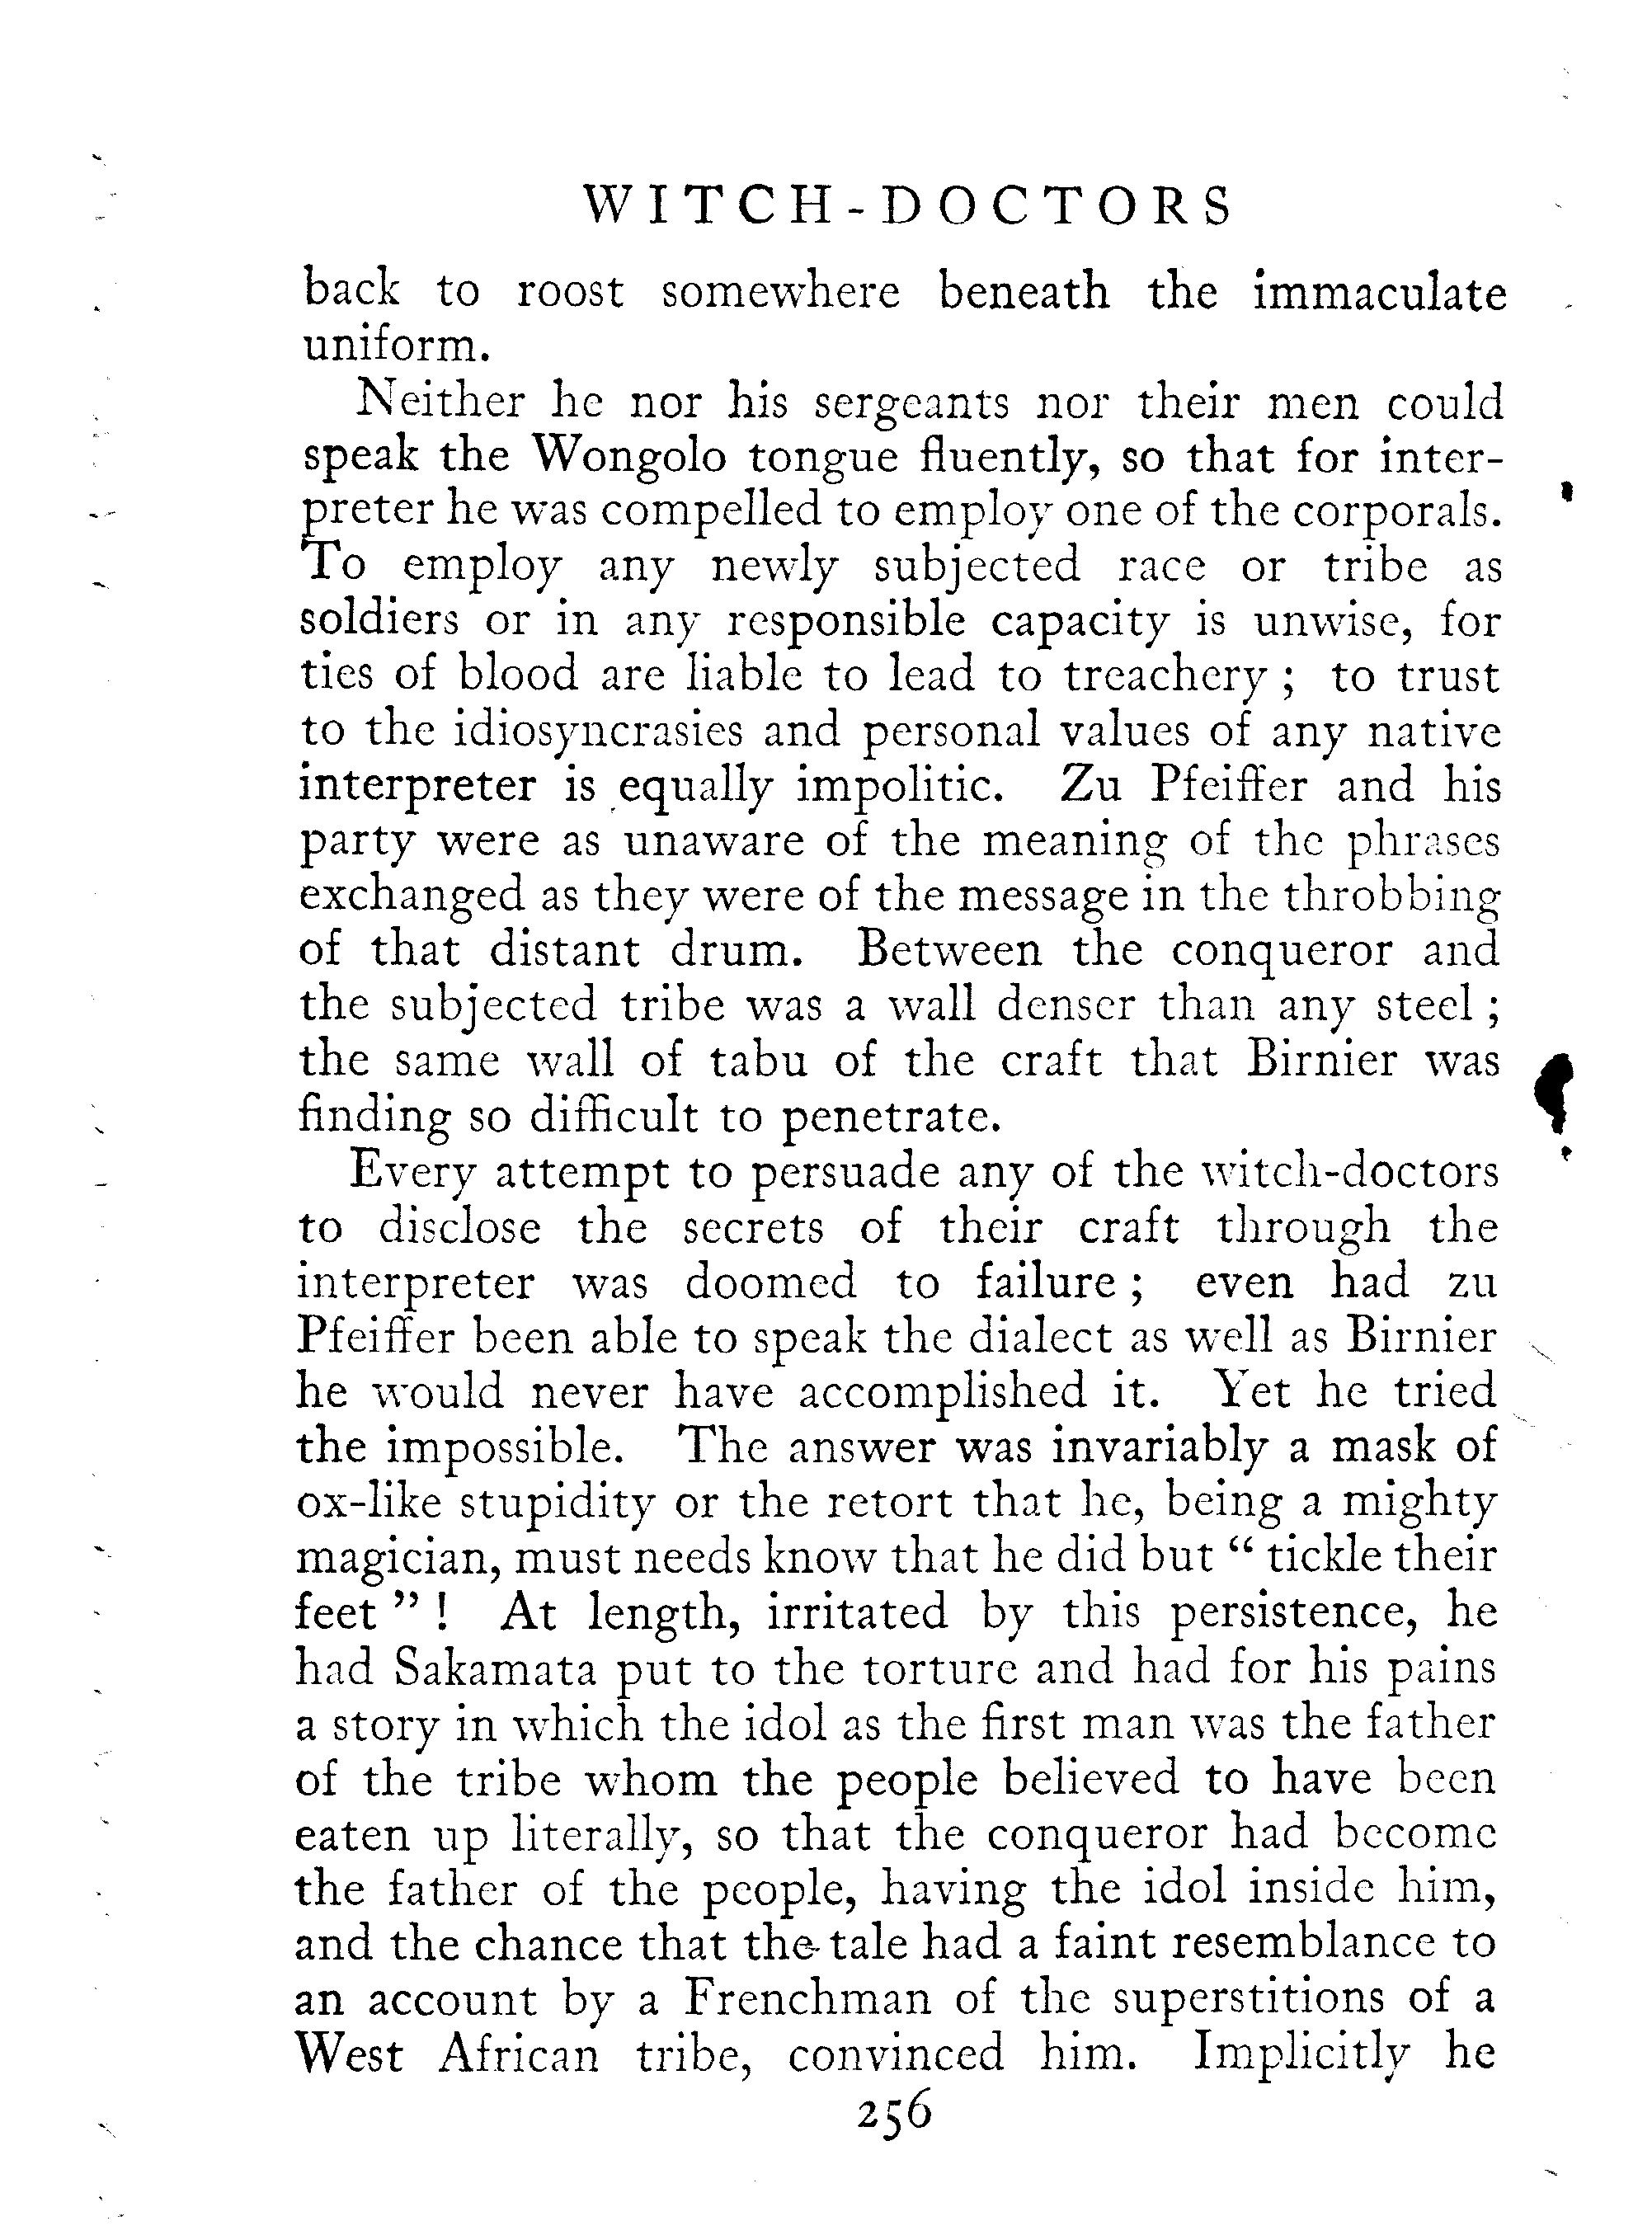 WITCH-DOCTORS
back to roost somewhere beneath the immaculate
uniform.
Neither he nor his sergeants nor their men could
speak the Wongolo tongue fluently, so that for inter-
preter he was compelled to employ one of the corporals.
To employ any newly subjected race or tribe as
soldiers or in any responsible capacity is unwise, for
ties of blood are liable to lead to treachery ; to trust
to the idiosyncrasies and personal values of any native
interpreter is equally impolitic. Zu Pfeiffer and his
party were as unaware of the meaning of the phrases
exchanged as they were of the message in the throbbing
of that distant drum. Between the conqueror and
the subjected tribe was a wall denser than any steel ;
the same wall of tabu of the craft that Birnier was
finding so difficult to penetrate.
Every attempt to persuade any of the witch-doctors
to disclose the secrets of their craft through the
interpreter was doomed to failure ; even had zu
Pfeiffer been able to speak the dialect as well as Birnier
he would never have accomplished it. Yet he tried
the impossible. The answer was invariably a mask of
ox-like stupidity or the retort that he, being a mighty
magician, must needs know that he did but “ tickle their
feet ” ! At length, irritated by this persistence, he
had Sakamata put to the torture and had for his pains
a story in which the idol as the first man was the father
of the tribe whom the people believed to have been
eaten up literally, so that the conqueror had become
the father of the people, having the idol inside him,
and the chance that the tale had a faint resemblance to
an account by a Frenchman of the superstitions of a
West African tribe, convinced him. Implicitly he
256